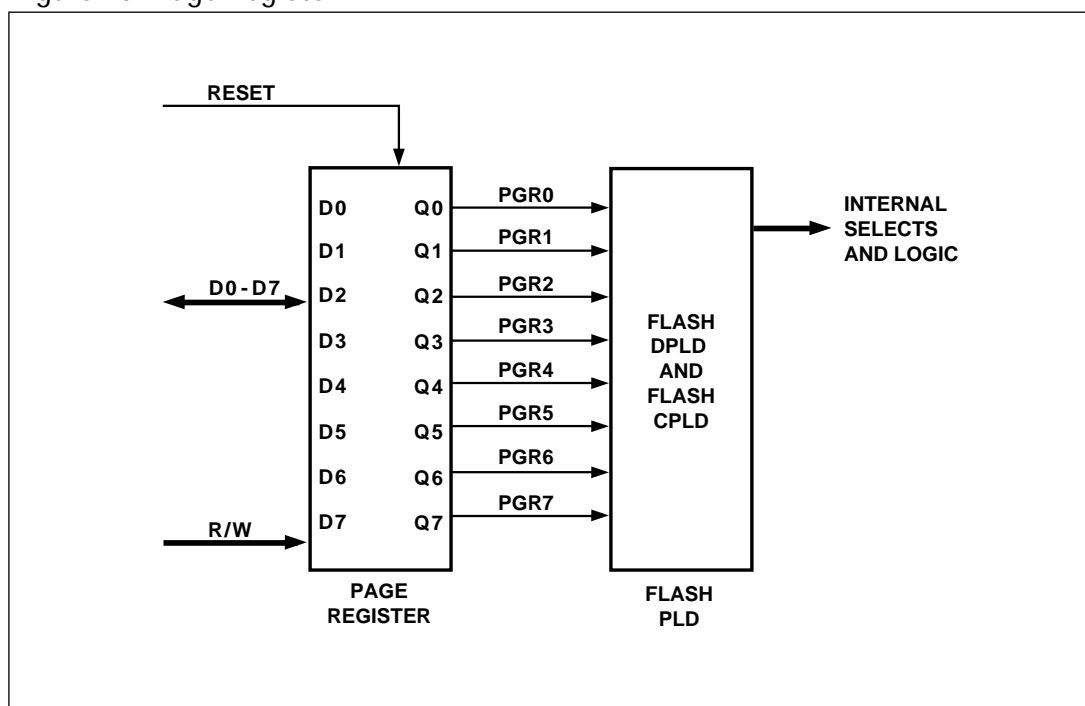 RESET
D0 Q0 PGR0
D1 Q1 PGR1
D0-D7 D2 Q2 PGR2
D3 Q3 PGR3
D4 Q4 PGR4
D5 Q5 PGR5
D6 Q6 PGR6
R/W D7 Q7 PGR7
PAGE
REGISTER
FLASH
DPLD
AND
FLASH
CPLD
FLASH
PLD
INTERNAL
SELECTS
AND LOGIC